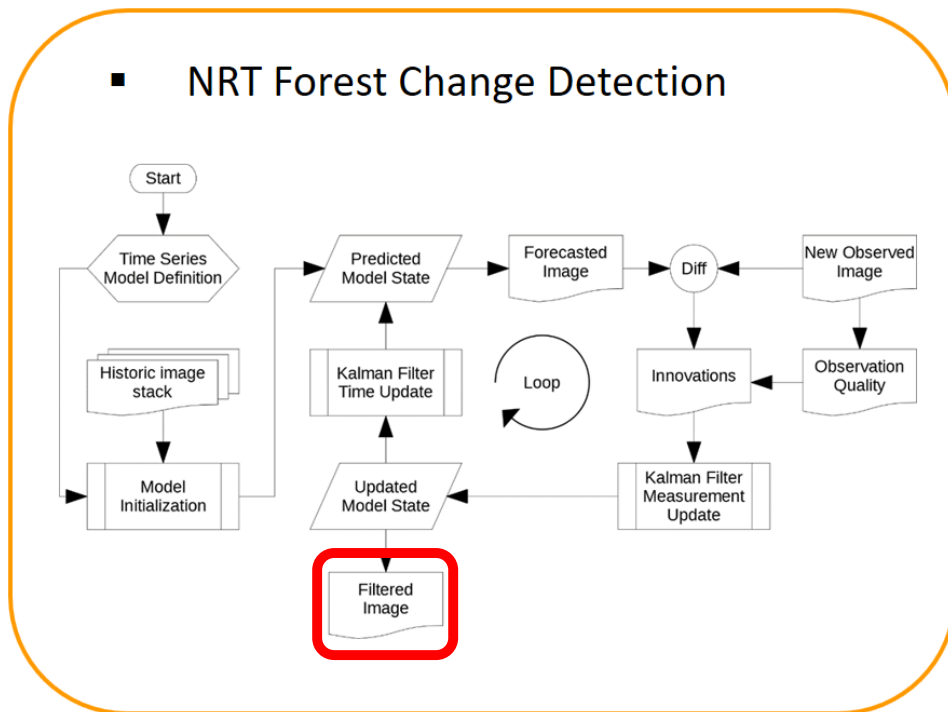 ▪ NRT Forest Change Detection
Start
Time Series
Model Definition
Predicted
Model State
Forecasted
Image
Diff
New Observed
Image
Historic image
stack
Kalman Filter
Time Update
Loop
Innovations
Observation
Quality
Model
Initialization
Updated
Model State
Kalman Filter
Measurement
Update
Filtered
Image